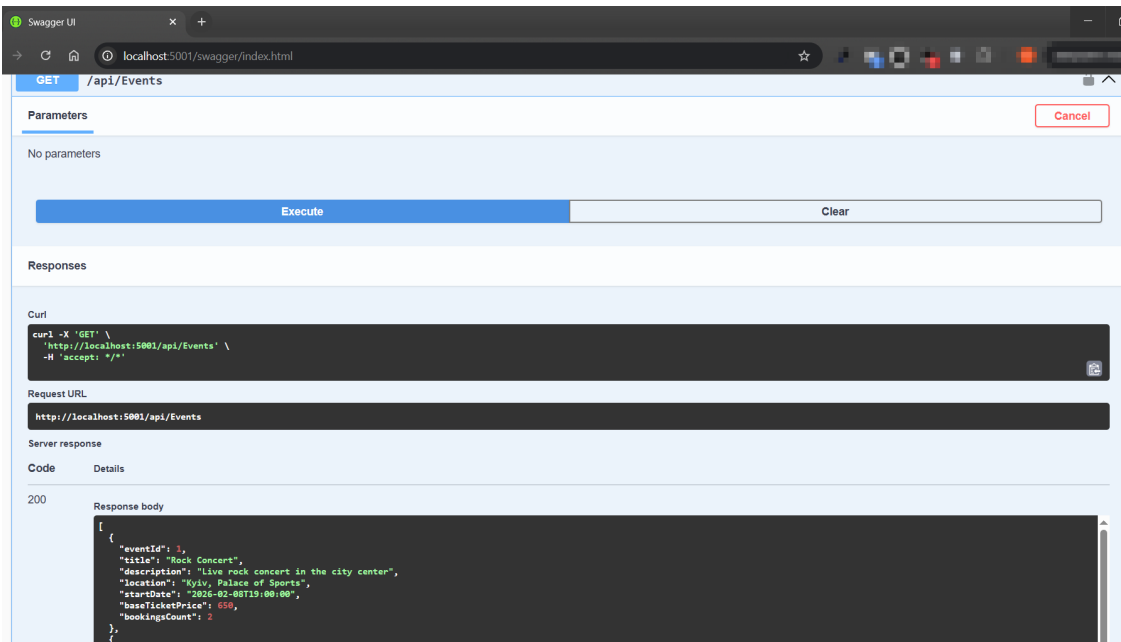 Swagger UI
localhost:5001/swagger/index.html
GET /api/Events
Parameters
Cancel
No parameters
Execute
Clear
Responses
Curl
curl -X 'GET' \
'http://localhost:5001/api/Events' \
-H 'accept: */*'
Request URL
http://localhost:5001/api/Events
Server response
Code Details
200
Response body
[
{
"eventId": 1,
"title": "Rock Concert",
"description": "Live rock concert in the city center",
"location": "Kyiv, Palace of Sports",
"startDate": "2026-02-08T19:00:00",
"baseTicketPrice": 650,
"bookingsCount": 2
},
{